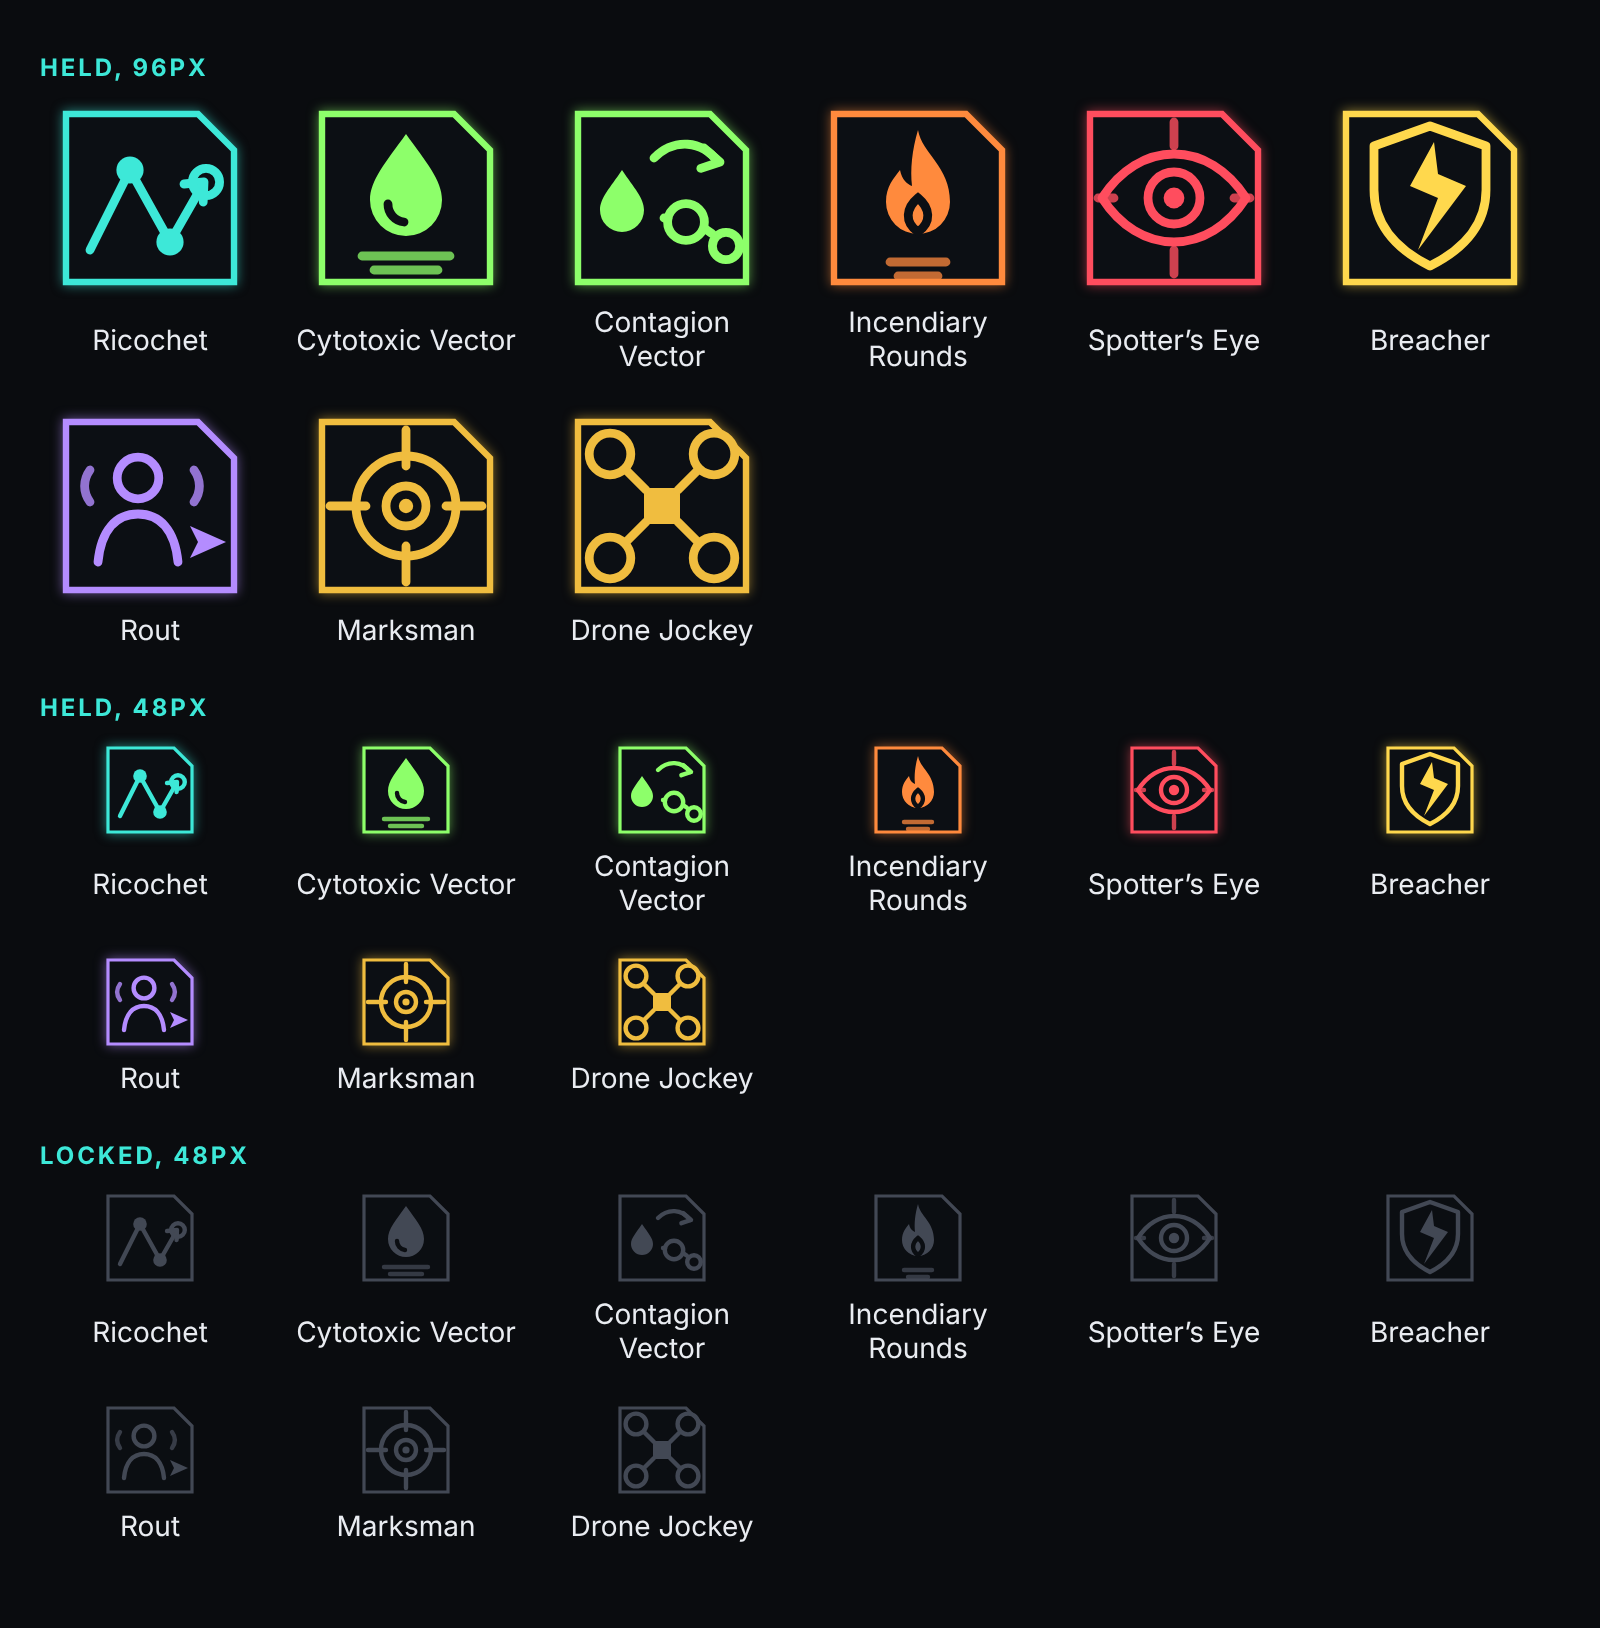 HELD, 96PX
Ricochet
Cytotoxic Vector
Contagion
Vector
Incendiary
Rounds
Spotter’s Eye
Breacher
Rout
Marksman
Drone Jockey
HELD, 48PX
Ricochet
Cytotoxic Vector
Contagion
Vector
Incendiary
Rounds
Spotter’s Eye
Breacher
Rout
Marksman
Drone Jockey
LOCKED, 48PX
Ricochet
Cytotoxic Vector
Contagion
Vector
Incendiary
Rounds
Spotter’s Eye
Breacher
Rout
Marksman
Drone Jockey